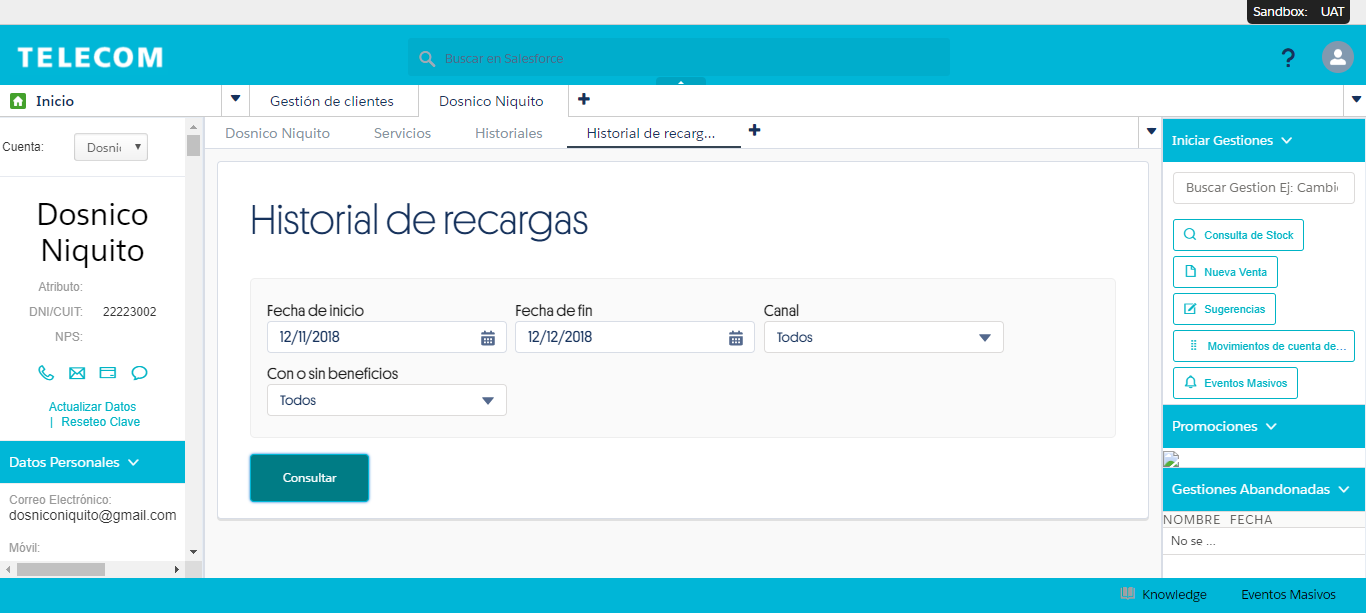 Sandbox: UAT
TELECOM
Buscar en Salesforce
?
Inicio
Gestión de clientes
Dosnico Niquito
Cuenta:
Dosni
Dosnico Niquito
Servicios
Historiales
Historial de recarg...
Dosnico
Niquito
Atributo:
DNI/CUIT: 22223002
NPS:
Actualizar Datos
| Reseteo Clave
Datos Personales
Correo Electrónico:
dosniconiquito@gmail.com
Móvil:
Historial de recargas
Fecha de inicio
12/11/2018
Fecha de fin
12/12/2018
Canal
Todos
Con o sin beneficios
Todos
Consultar
Iniciar Gestiones
Buscar Gestion Ej: Cambi
Consulta de Stock
Nueva Venta
Sugerencias
Movimientos de cuenta de...
Eventos Masivos
Promociones
Gestiones Abandonadas
NOMBRE FECHA
No se ...
Knowledge
Eventos Masivos